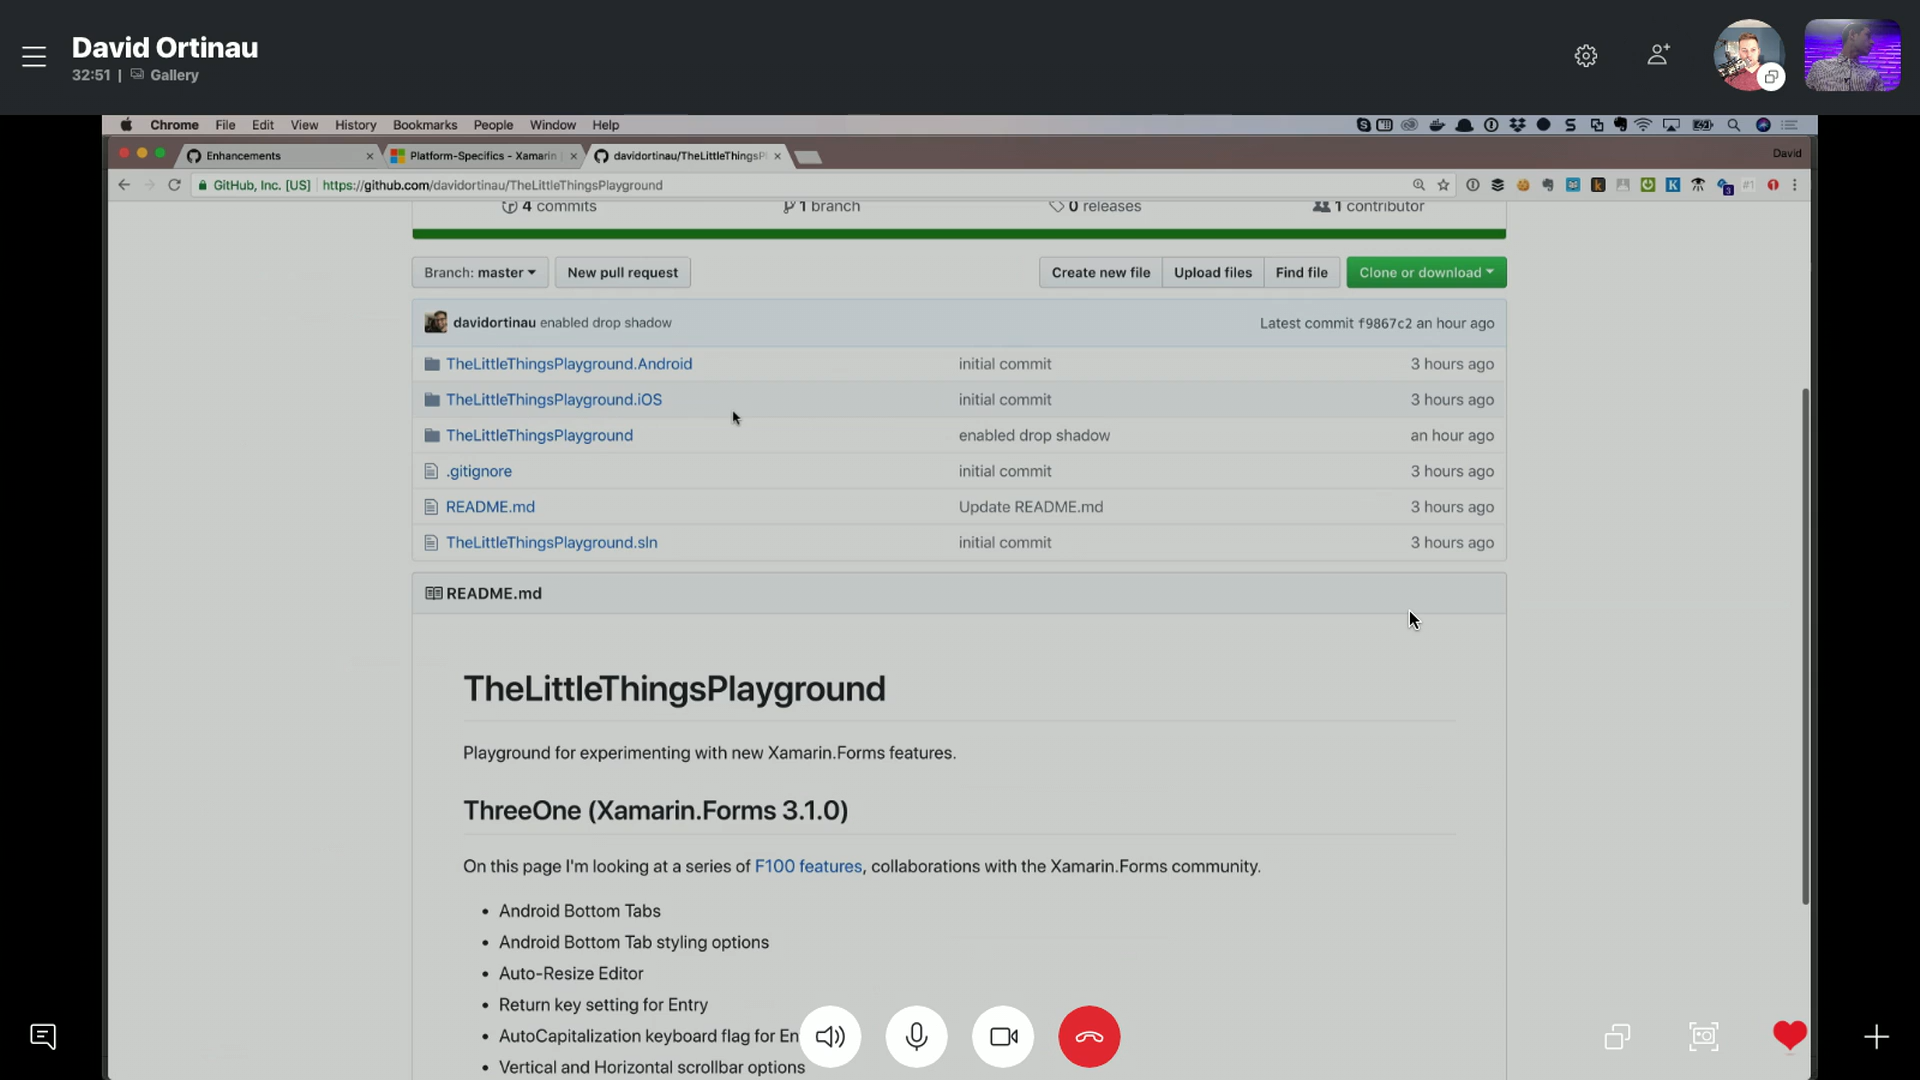 David Ortinau
32:51 | Gallery
Chrome File Edit View History Bookmarks People Window Help
Enhancements
Platform-Specifics - Xamarin
davidortinau/TheLittleThingsP
David
GitHub, Inc. [US] https://github.com/davidortinau/TheLittleThingsPlayground
4 commits 1 branch 0 releases 1 contributor
Branch: master New pull request Create new file Upload files Find file Clone or download
davidortinau enabled drop shadow Latest commit f9867c2 an hour ago
TheLittleThingsPlayground.Android initial commit 3 hours ago
TheLittleThingsPlayground.iOS initial commit 3 hours ago
TheLittleThingsPlayground enabled drop shadow an hour ago
.gitignore initial commit 3 hours ago
README.md Update README.md 3 hours ago
TheLittleThingsPlayground.sln initial commit 3 hours ago
README.md
TheLittleThingsPlayground
Playground for experimenting with new Xamarin.Forms features.
ThreeOne (Xamarin.Forms 3.1.0)
On this page I'm looking at a series of F100 features, collaborations with the Xamarin.Forms community.
• Android Bottom Tabs
• Android Bottom Tab styling options
• Auto-Resize Editor
• Return key setting for Entry
• AutoCapitalization keyboard flag for En
• Vertical and Horizontal scrollbar options